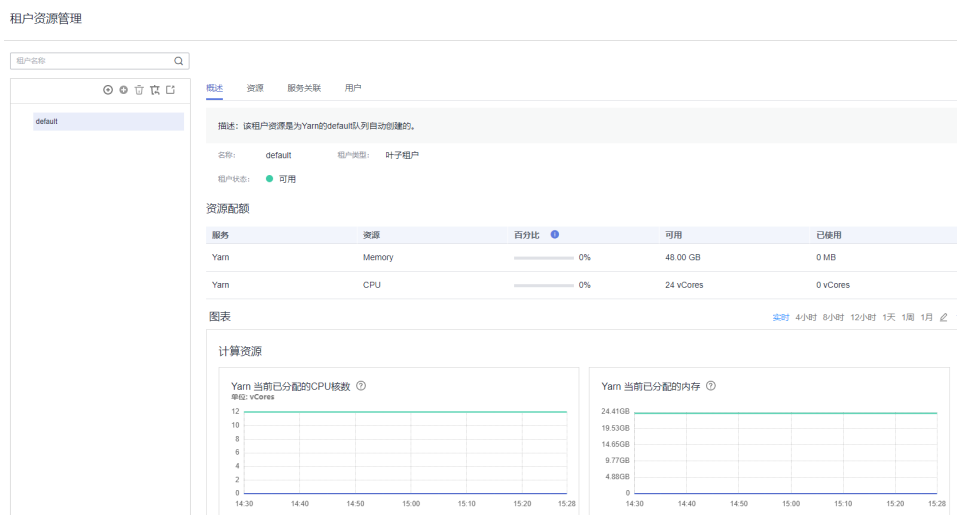 租户资源管理
租户名称
default
概述 资源 服务关联 用户
描述：该租户资源是为Yarn的default队列自动创建的。
名称: default 租户类型: 叶子租户
租户状态: 可用
资源配额
服务 资源 百分比 可用 已使用
Yarn Memory 0% 48.00 GB 0 MB
Yarn CPU 0% 24 vCores 0 vCores
图表 实时 4小时 8小时 12小时 1天 1周 1月
计算资源
Yarn 当前已分配的CPU核数
单位: vCores
12
10
8
6
4
2
0
14:30 14:40 14:50 15:00 15:10 15:20 15:28
Yarn 当前已分配的内存
24.41GB
19.53GB
14.65GB
9.77GB
4.88GB
0
14:30 14:40 14:50 15:00 15:10 15:20 15:28